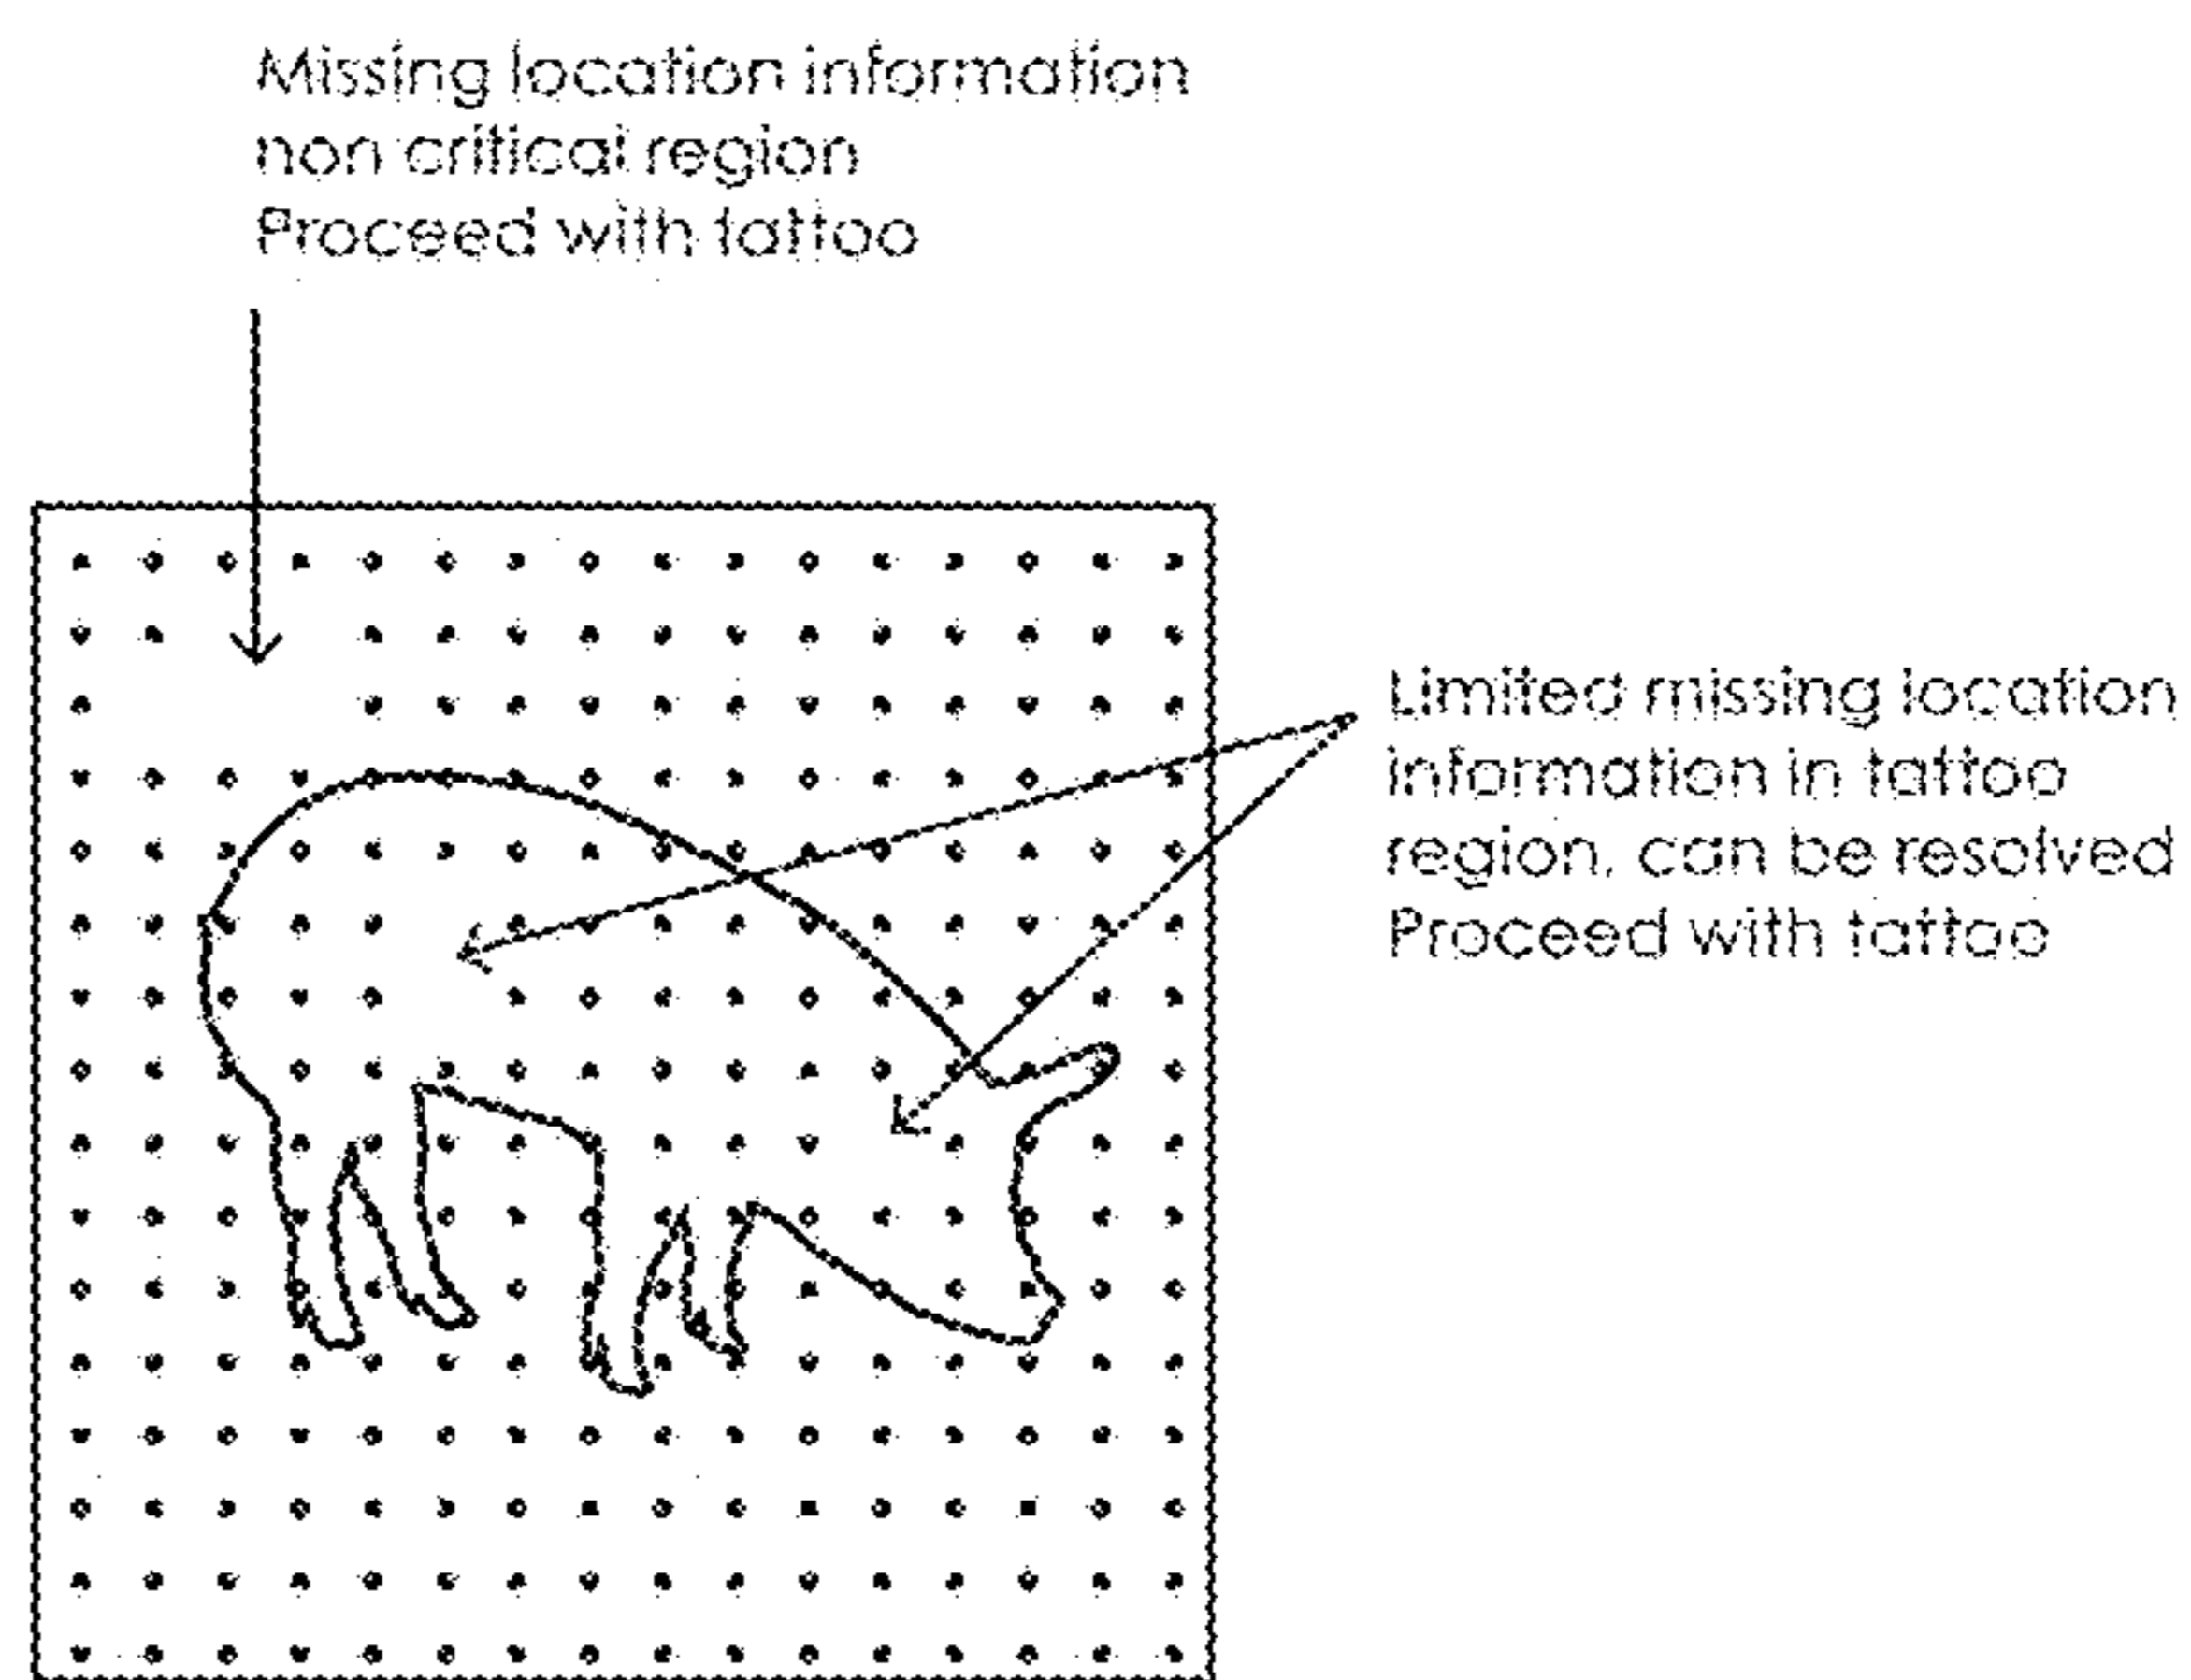 Missing location information
non critical region
Proceed with tattoo
Limited missing location
information in tattoo
region, can be resolved
Proceed with tattoo